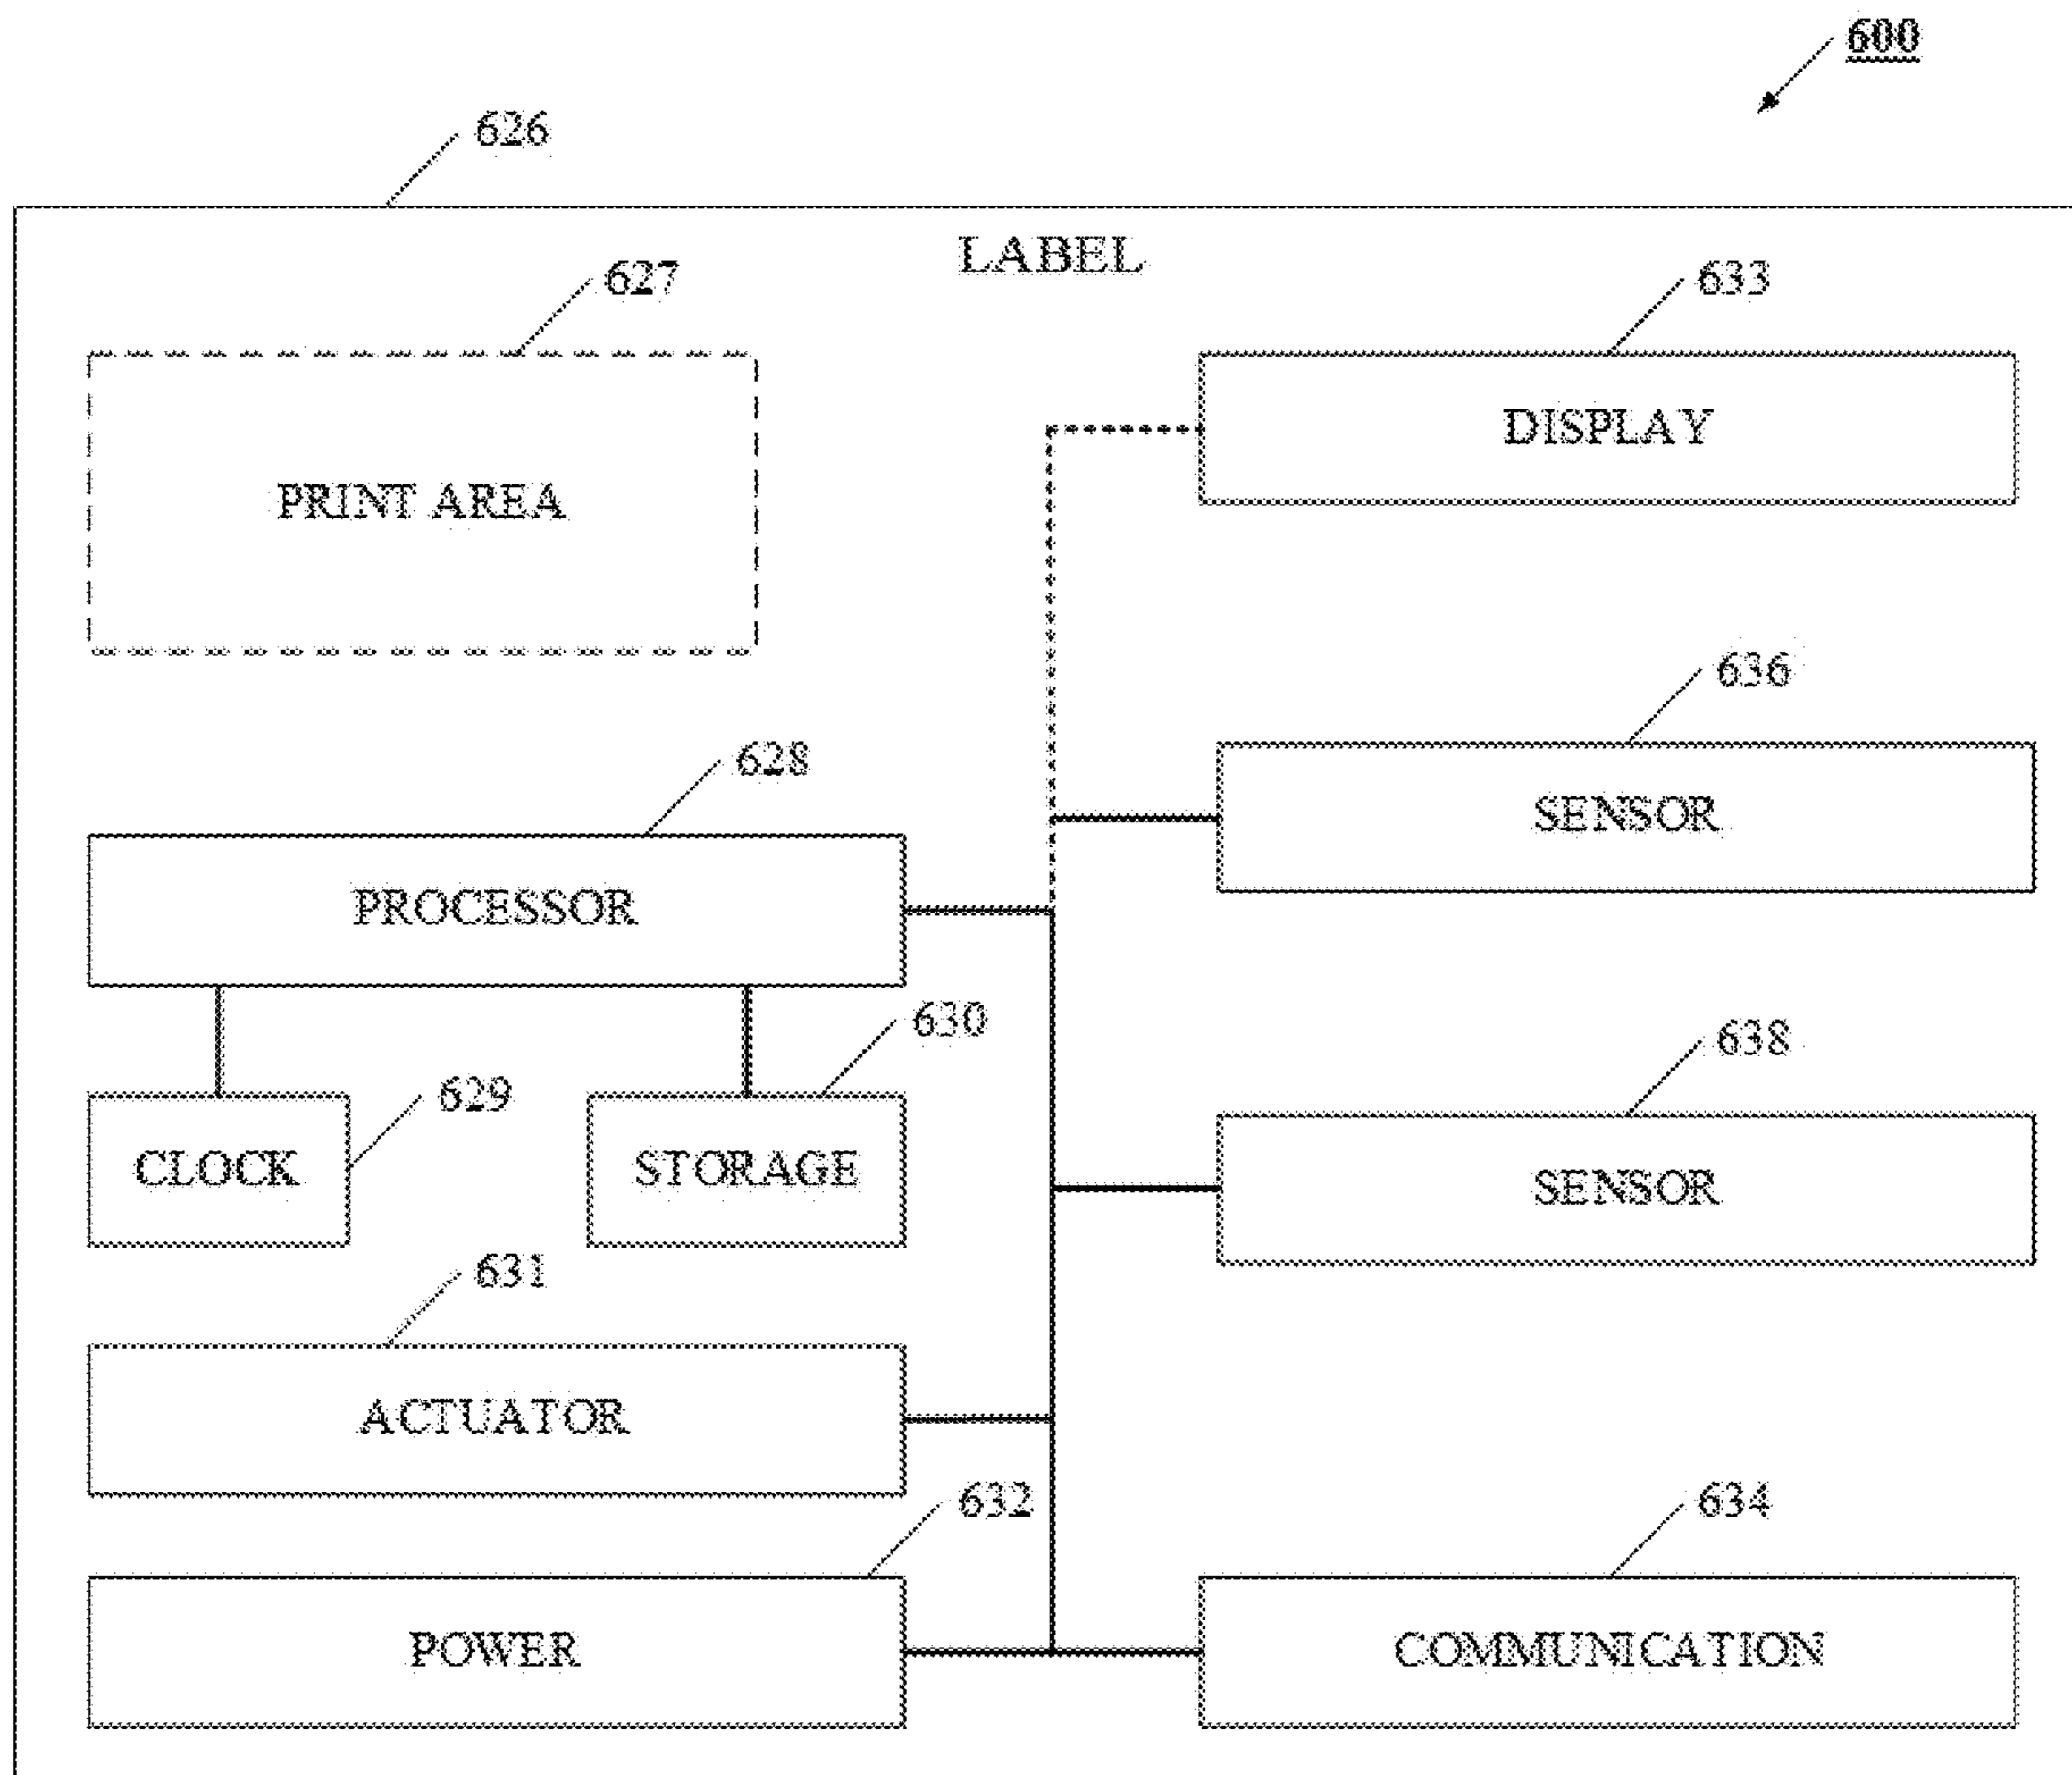 600
626
LABEL
627
633
PRINT AREA
DISPLAY
636
628
SENSOR
PROCESSOR
630
638
629
CLOCK
STORAGE
SENSOR
631
ACTUATOR
632
634
POWER
COMMUNICATION